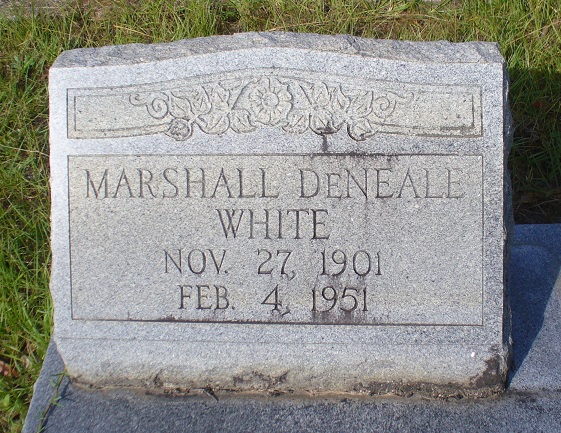 MARSHALL DENEALE
WHITE
NOV. 27, 1901
FEB. 4, 1951